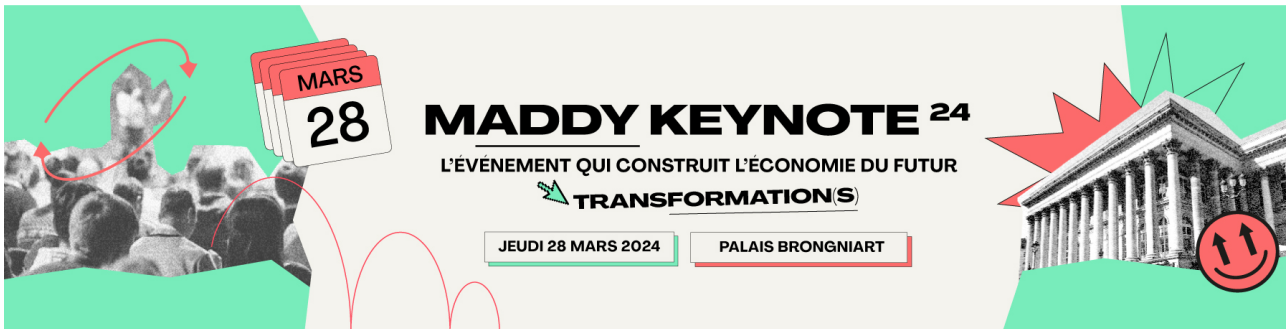 MARS
28
MADDY KEYNOTE 24
L'ÉVÉNEMENT QUI CONSTRUIT L'ÉCONOMIE DU FUTUR
TRANSFORMATION(S)
JEUDI 28 MARS 2024
PALAIS BRONGNIART